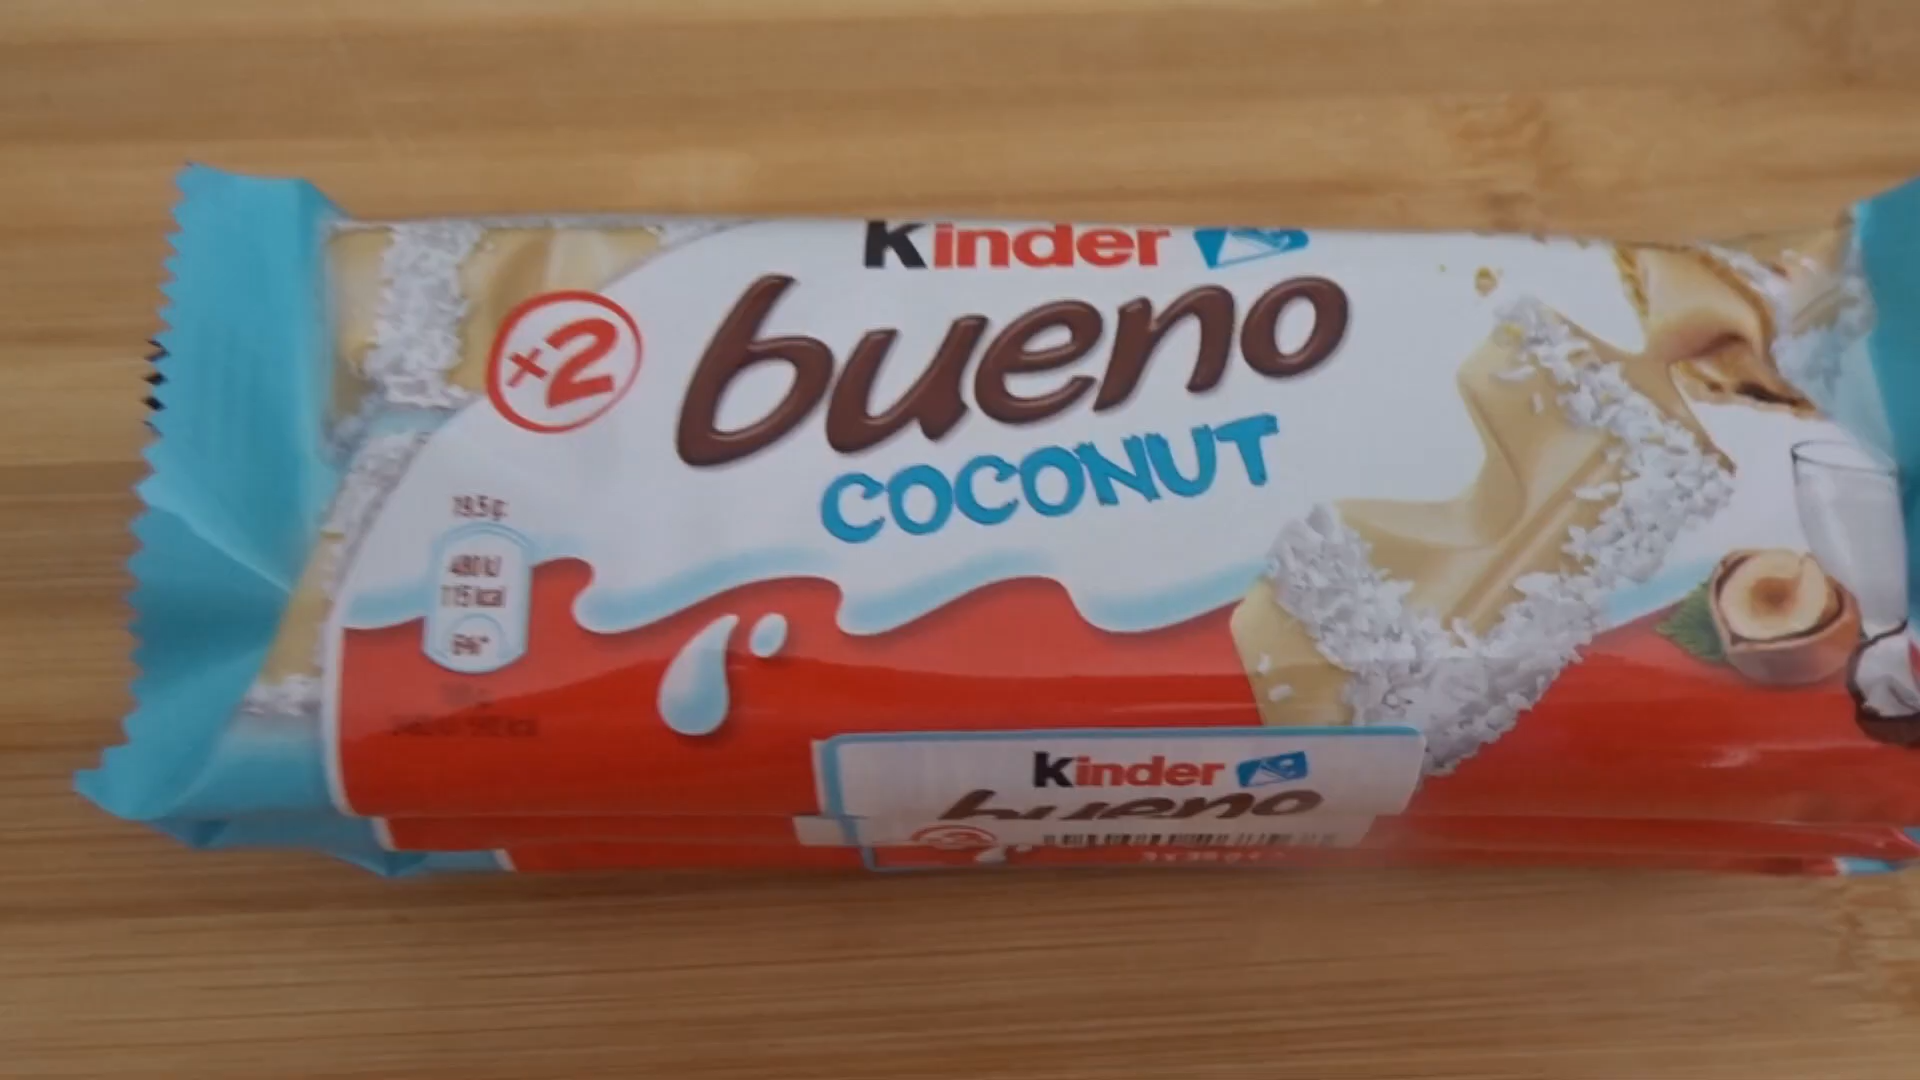 Kinder
bueno
×2
COCONUT
19,5 g
480 kJ
115 kcal
6%*
Kinder
bueno